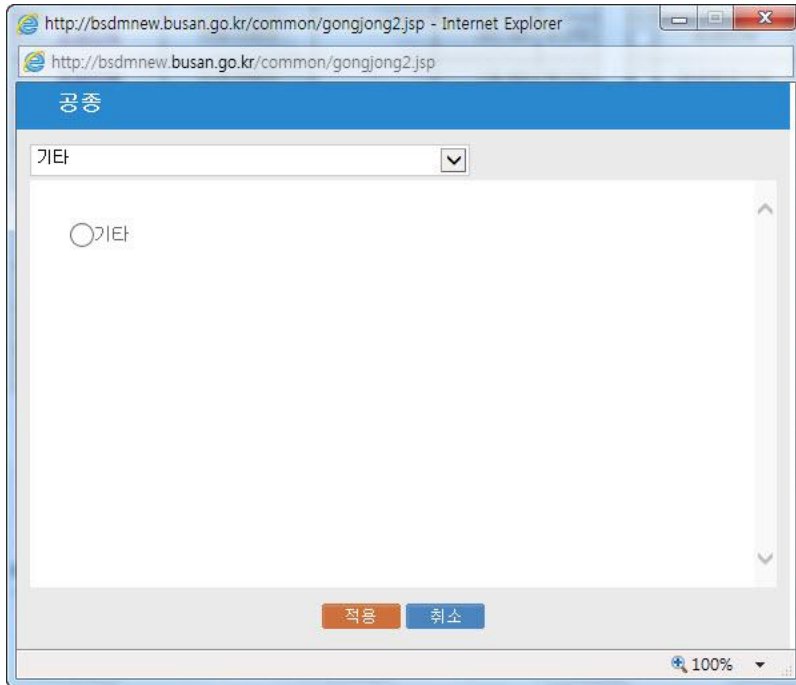 http://bsdmnew.busan.go.kr/common/gongjong2.jsp - Internet Explorer
http://bsdmnew.busan.go.kr/common/gongjong2.jsp
공종
기타
기타
적용 취소
100%